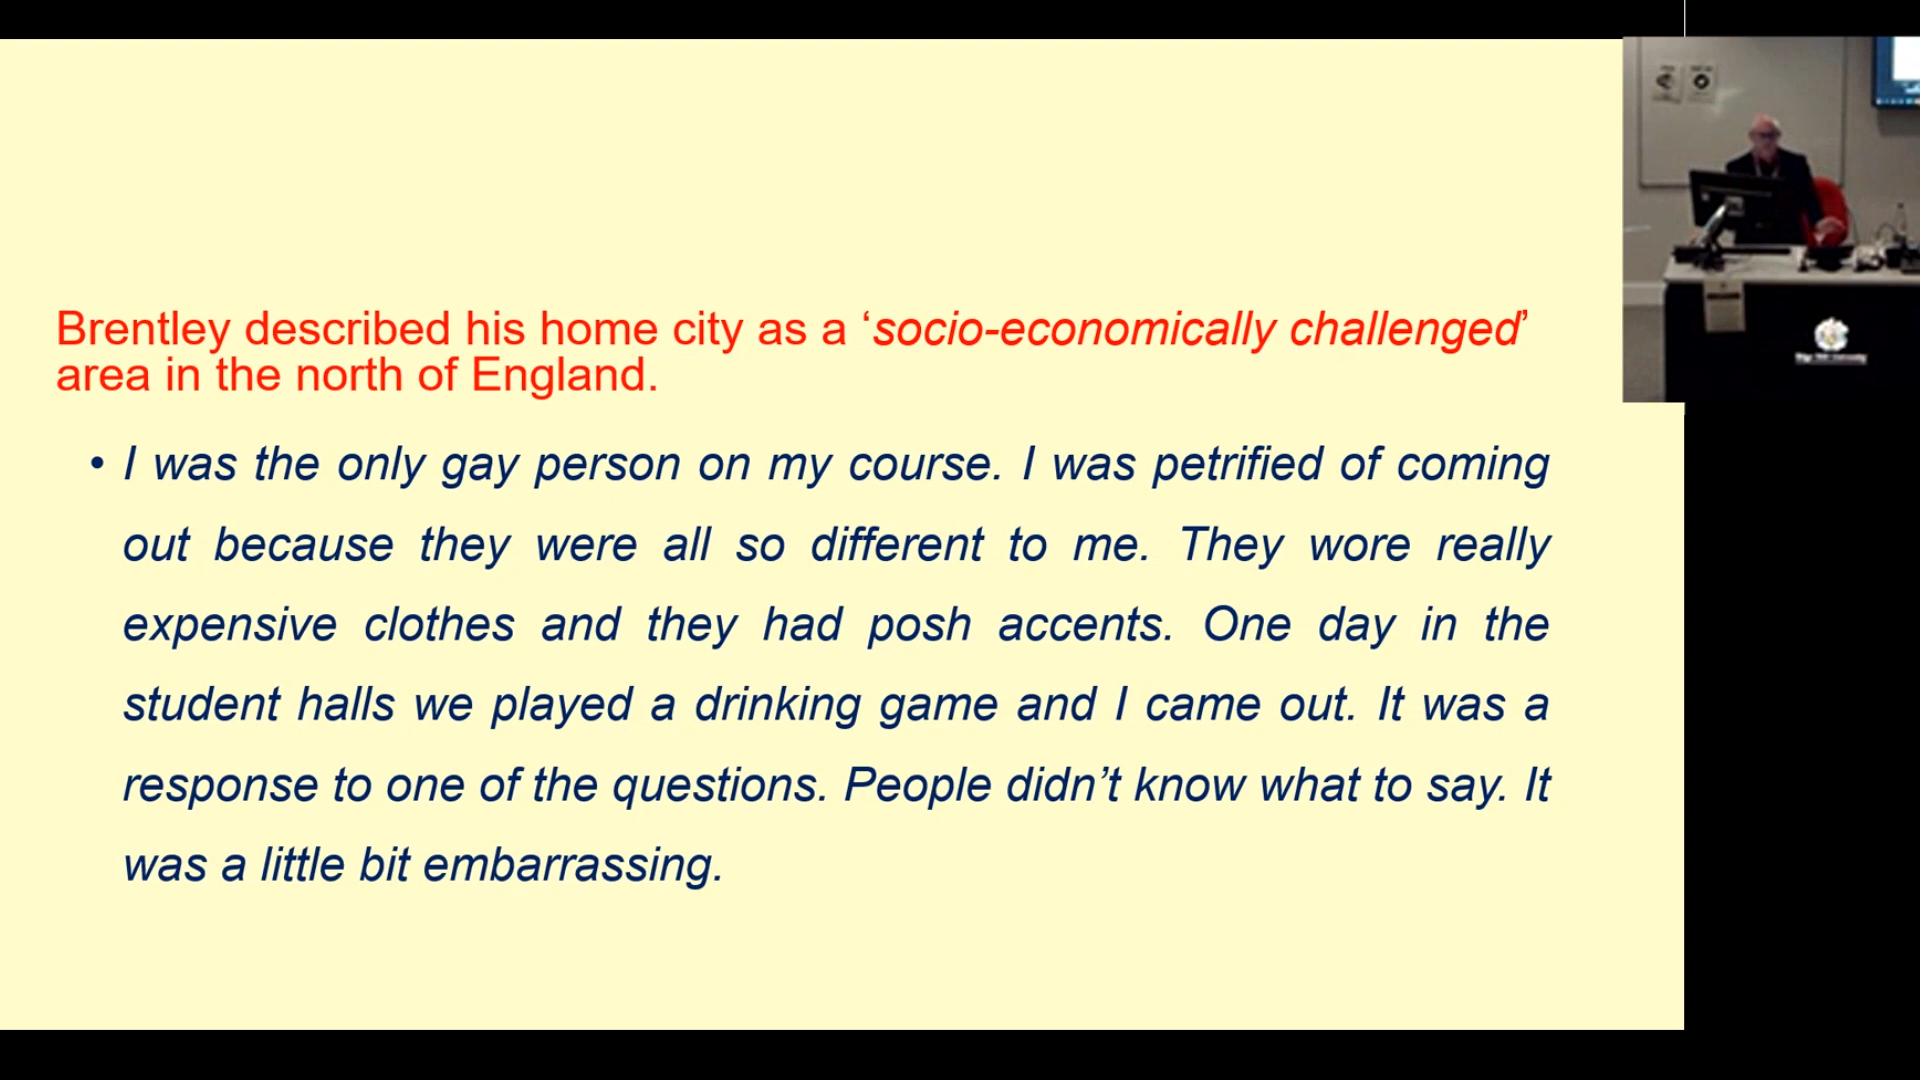 Brentley described his home city as a ‘socio-economically challenged’
area in the north of England.
• I was the only gay person on my course. I was petrified of coming
out because they were all so different to me. They wore really
expensive clothes and they had posh accents. One day in the
student halls we played a drinking game and I came out. It was a
response to one of the questions. People didn’t know what to say. It
was a little bit embarrassing.